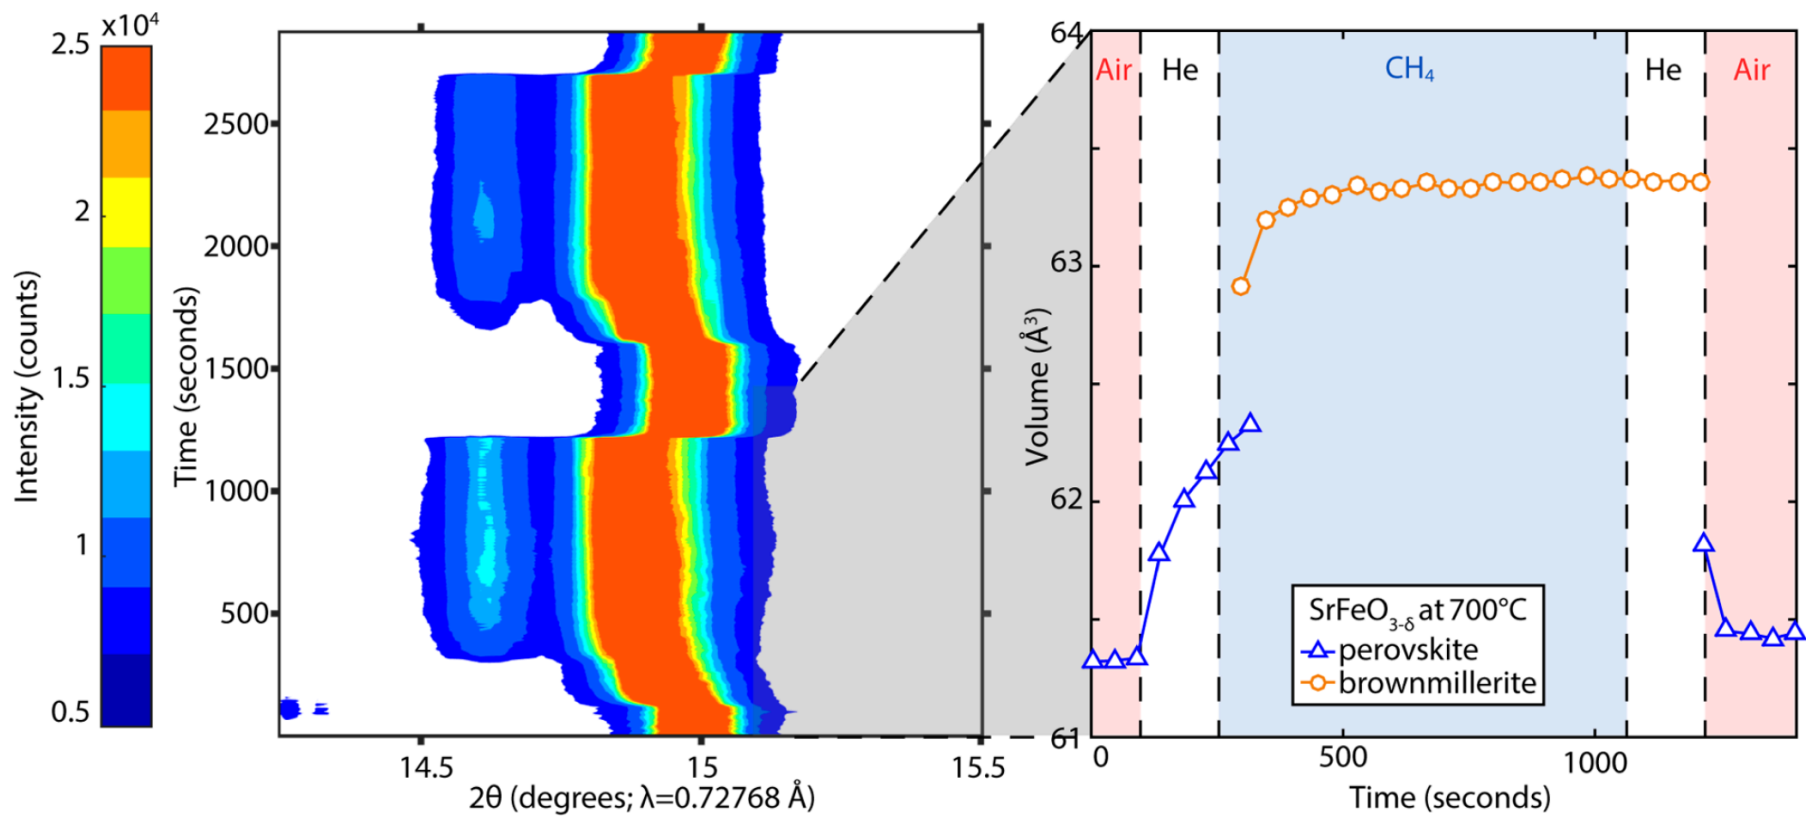 x10⁴
2.5
2
1.5
1
0.5
Intensity (counts)
2500
2000
1500
1000
500
Time (seconds)
14.5 15 15.5
2θ (degrees; λ=0.72768 Å)
64
63
62
61
Volume (Å³)
Air He CH₄ He Air
SrFeO₃₋δ at 700°C
perovskite
brownmillerite
0 500 1000
Time (seconds)